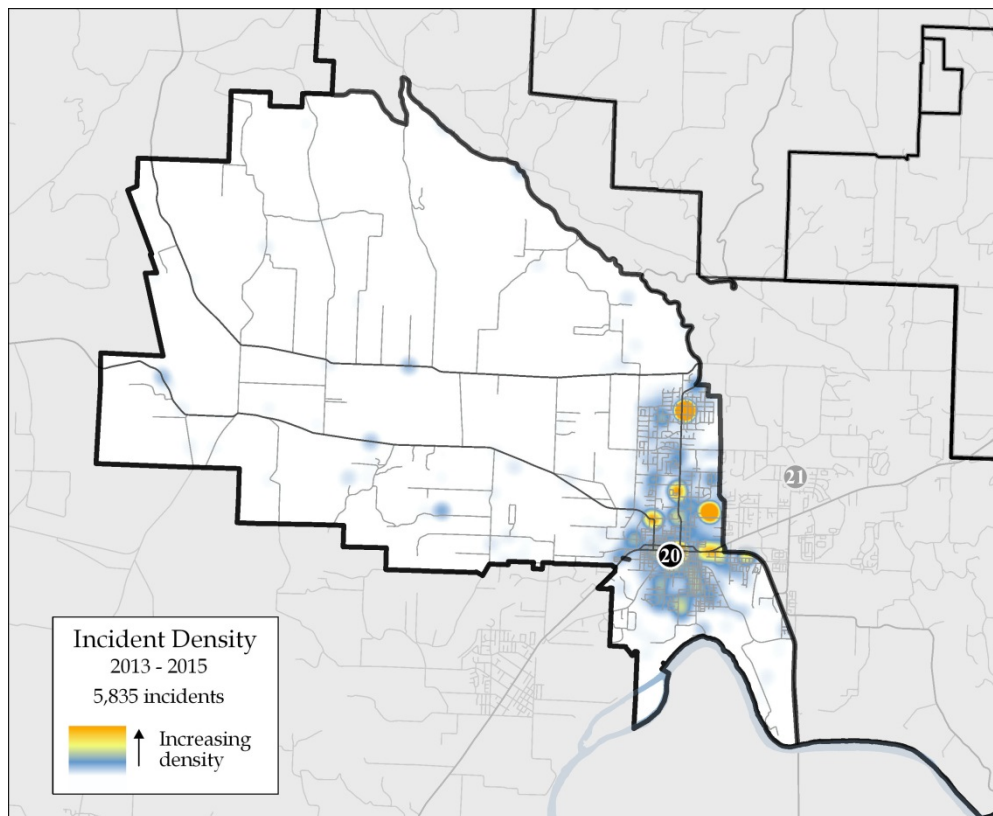 21
20
Incident Density
2013 - 2015
5,835 incidents
Increasing
density